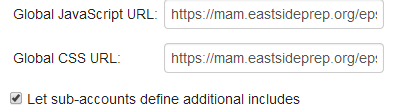 Global JavaScript URL: https://mam.eastsideprep.org/eps
Global CSS URL: https://mam.eastsideprep.org/eps
Let sub-accounts define additional includes